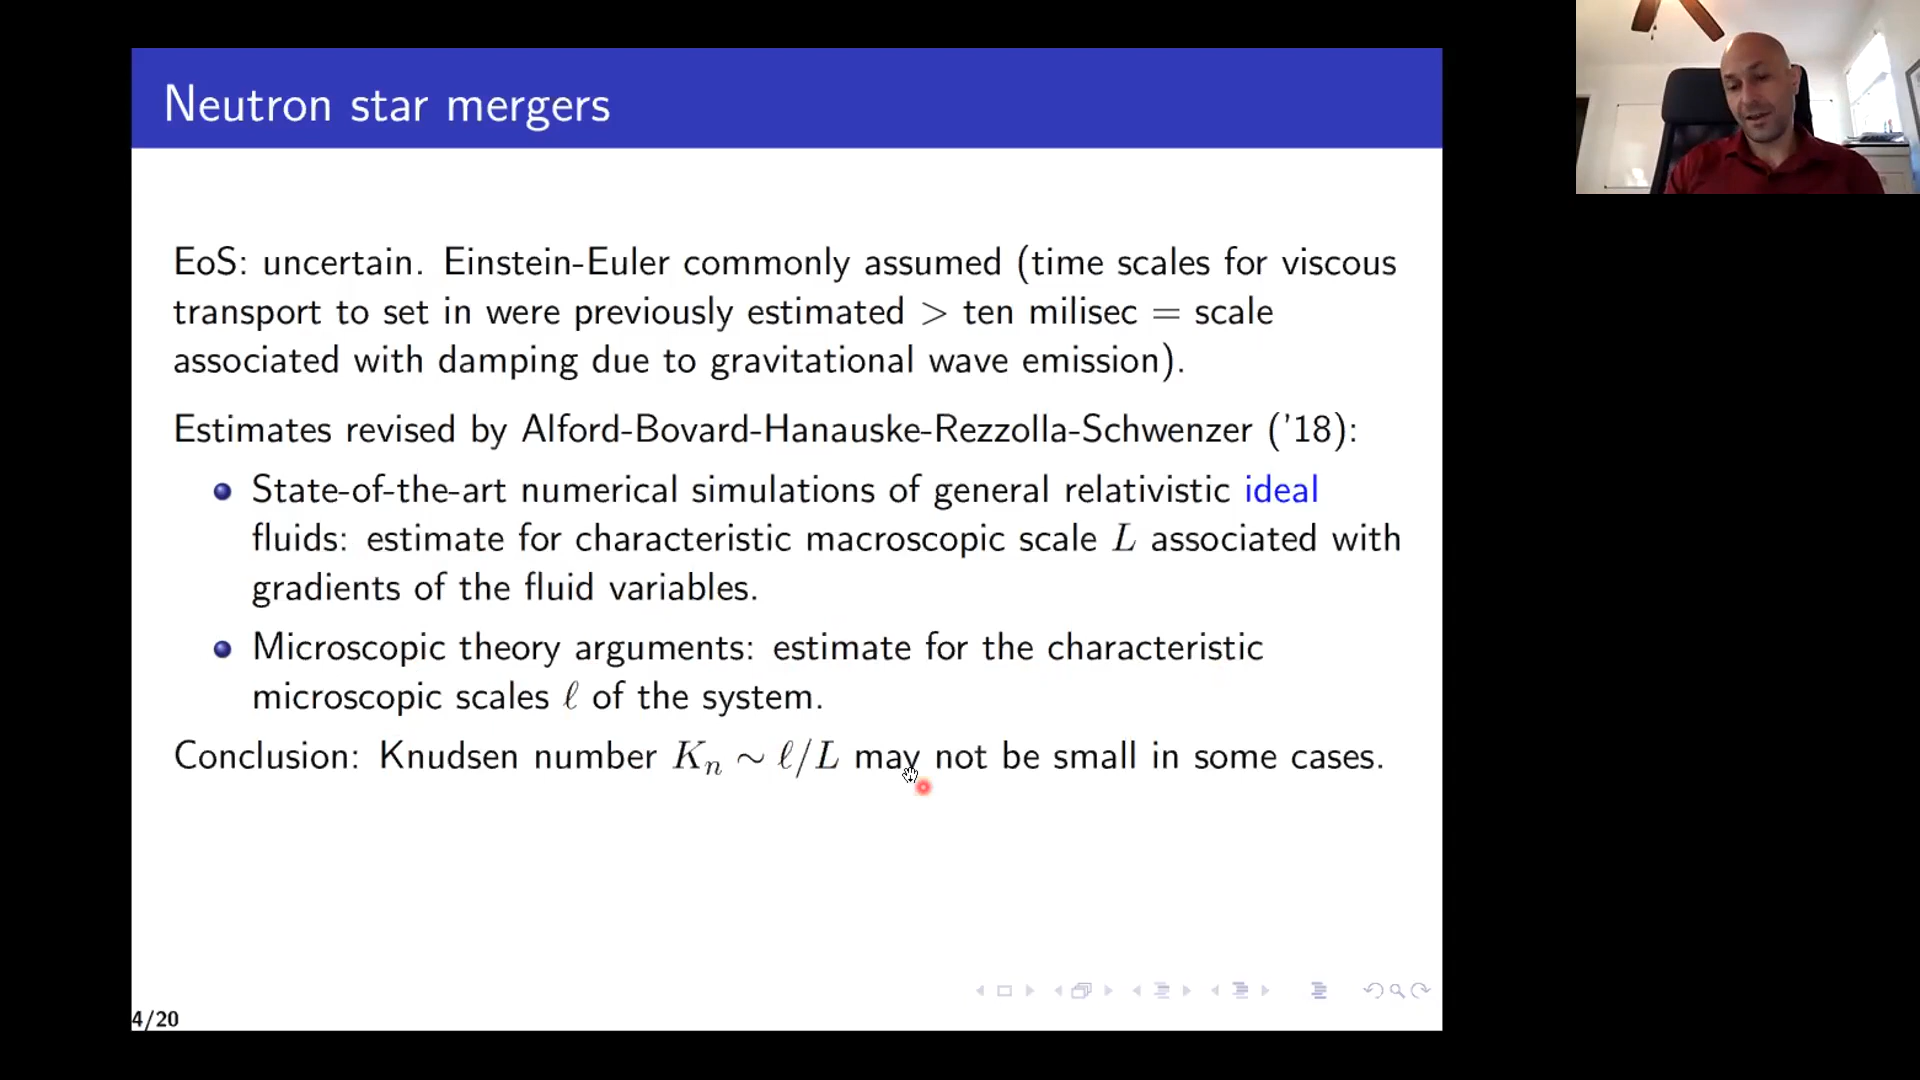 Neutron star mergers
EoS: uncertain. Einstein-Euler commonly assumed (time scales for viscous
transport to set in were previously estimated > ten milisec = scale
associated with damping due to gravitational wave emission).
Estimates revised by Alford-Bovard-Hanauske-Rezzolla-Schwenzer ('18):
State-of-the-art numerical simulations of general relativistic ideal
fluids: estimate for characteristic macroscopic scale L associated with
gradients of the fluid variables.
Microscopic theory arguments: estimate for the characteristic
microscopic scales ℓ of the system.
Conclusion: Knudsen number Kₙ ∼ ℓ/L may not be small in some cases.
4/20